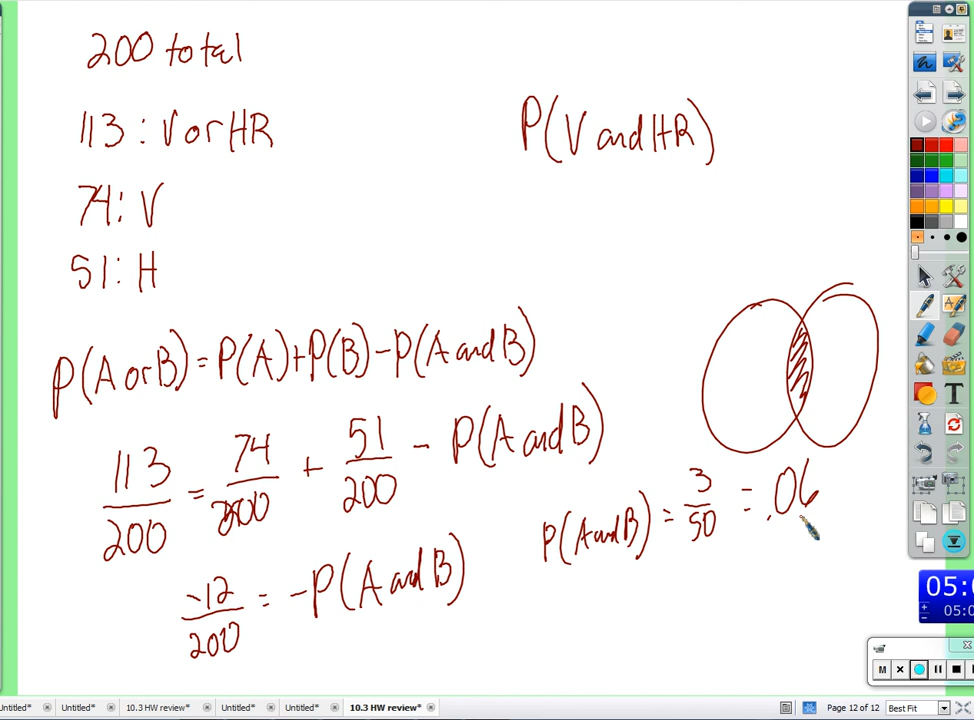 200 total
113 : V or HR
P(V and HR)
74: V
51: H
P(A or B) = P(A) + P(B) - P(A and B)
113/200 = 74/200 + 51/200 - P(A and B)
P(A and B) = 3/50 = .06
-12/200 = -P(A and B)
T
A
05:
05:
M
Untitled*
Untitled*
10.3 HW review*
Untitled*
Untitled*
10.3 HW review*
Page 12 of 12
Best Fit